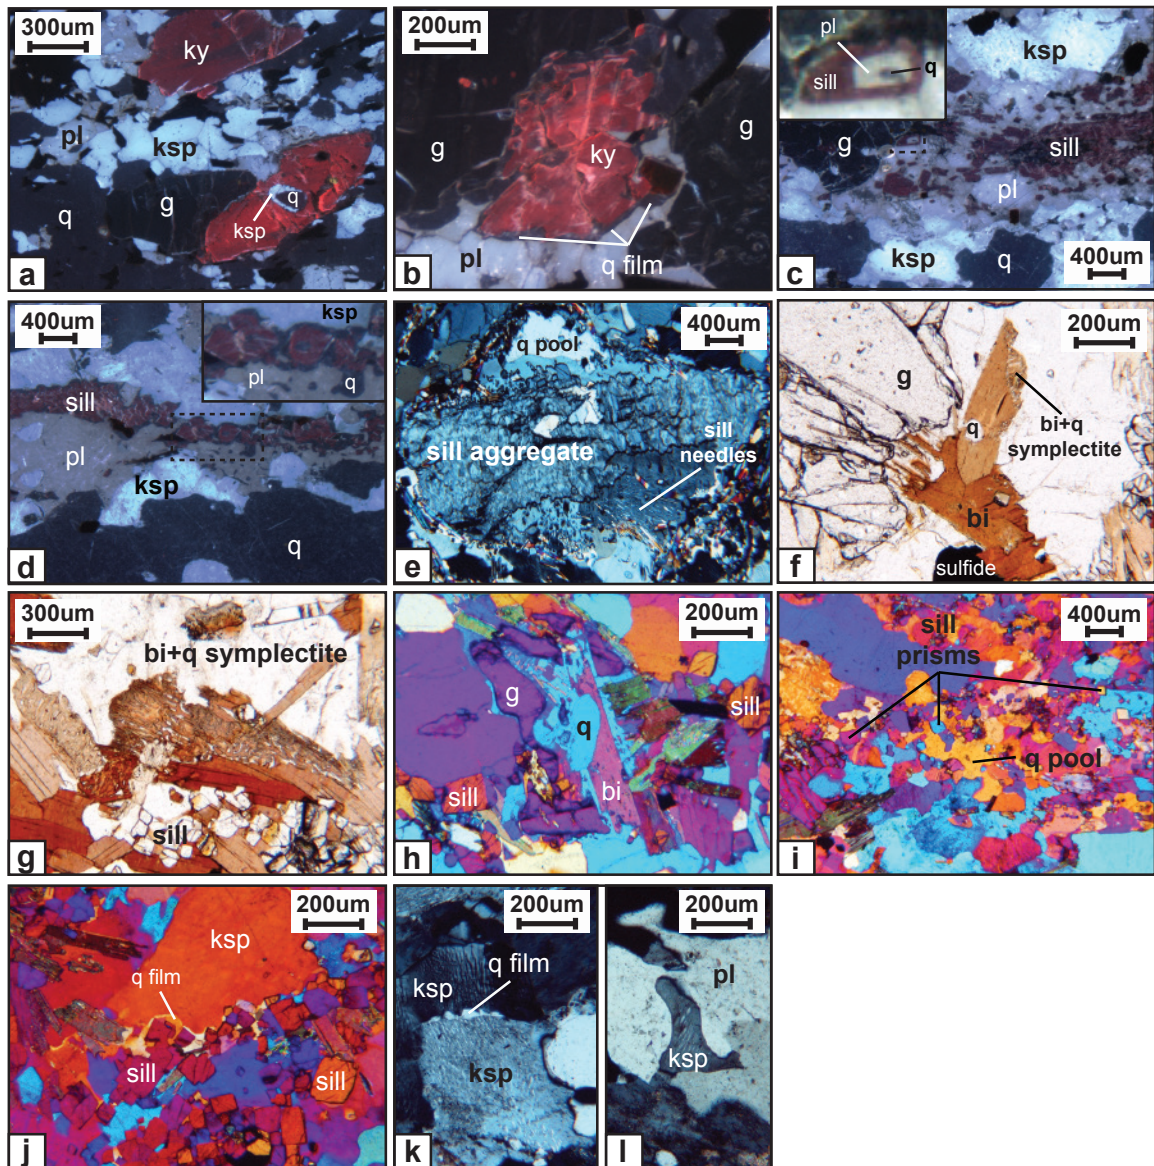 300um
ky
pl
ksp
g
q
q
ksp
a
200um
g
g
ky
pl
q film
b
pl
q
sill
ksp
g
sill
pl
ksp
q
400um
c
400um
ksp
pl
q
sill
pl
ksp
q
d
400um
q pool
sill aggregate
sill
needles
e
200um
g
q
bi+q
symplectite
bi
sulfide
f
300um
bi+q symplectite
sill
g
200um
g
q
sill
sill
bi
h
400um
sill
prisms
q pool
i
200um
ksp
q film
sill
sill
j
200um
q film
ksp
ksp
k
200um
pl
ksp
l